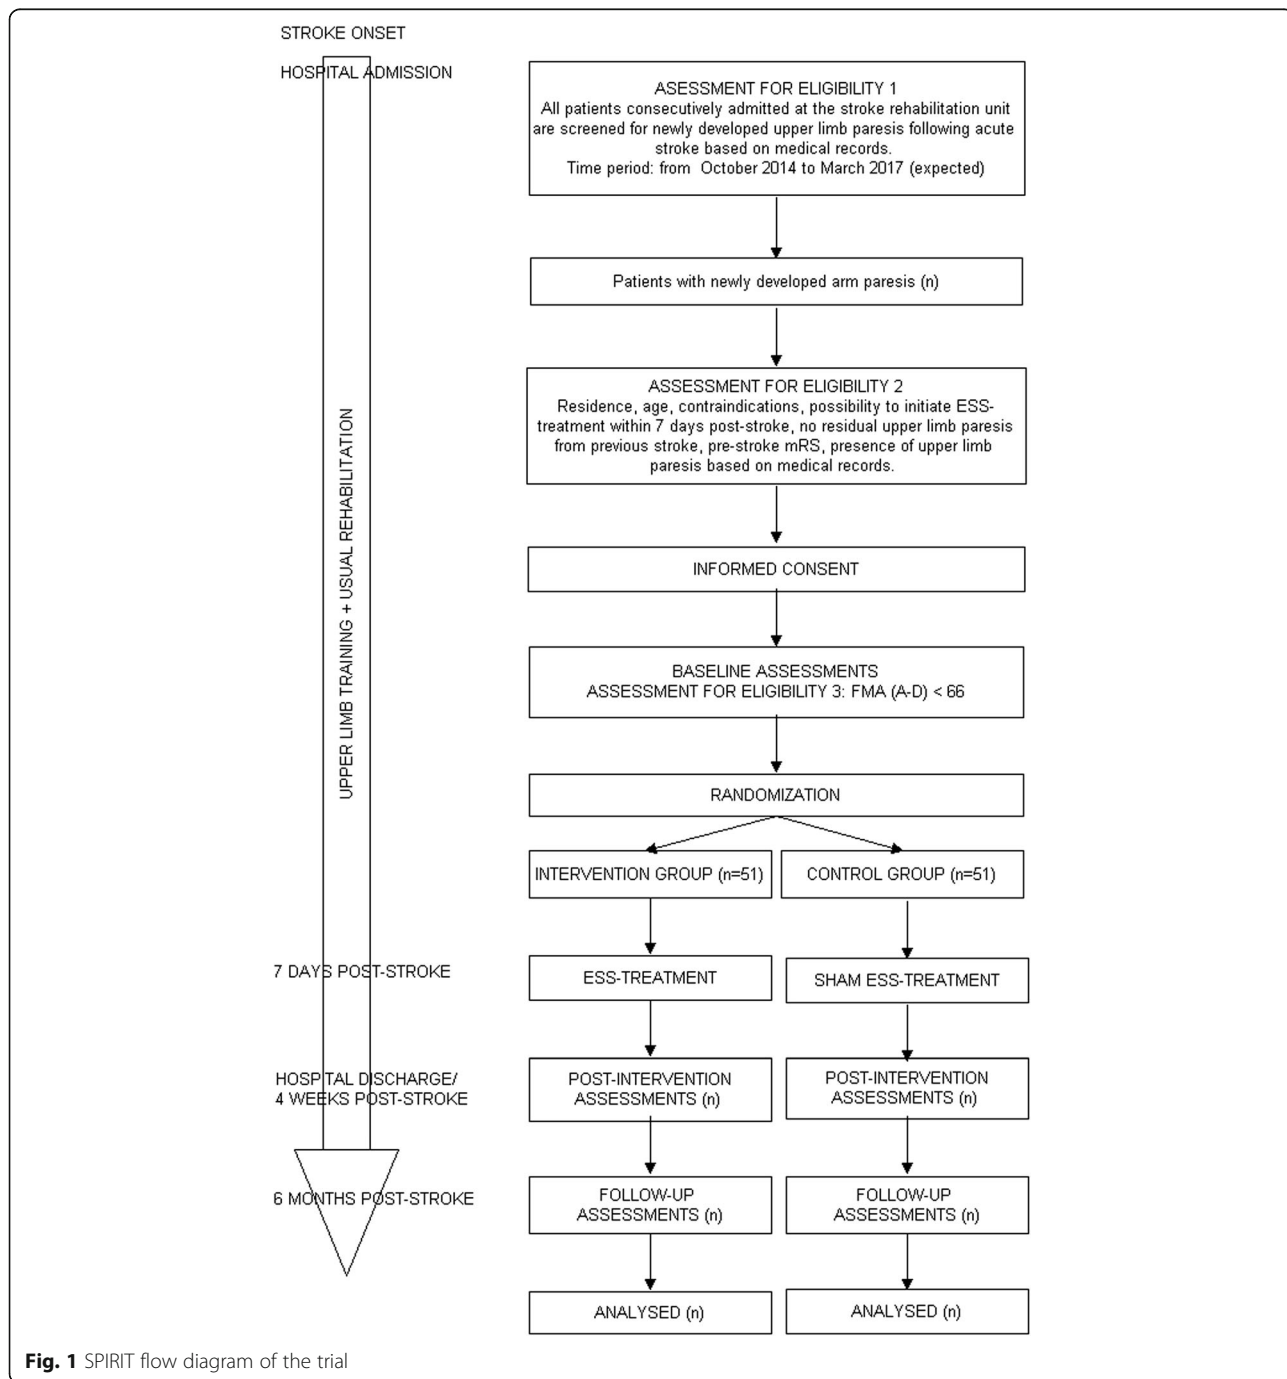 STROKE ONSET
HOSPITAL ADMISSION
ASESSMENT FOR ELIGIBILITY 1
All patients consecutively admitted at the stroke rehabilitation unit
are screened for newly developed upper limb paresis following acute
stroke based on medical records.
Time period: from October 2014 to March 2017 (expected)
Patients with newly developed arm paresis (n)
ASSESSMENT FOR ELIGIBILITY 2
Residence, age, contraindications, possibility to initiate ESS-
treatment within 7 days post-stroke, no residual upper limb paresis
from previous stroke, pre-stroke mRS, presence of upper limb
paresis based on medical records.
UPPER LIMB TRAINING + USUAL REHABILITATION
INFORMED CONSENT
BASELINE ASSESSMENTS
ASSESSMENT FOR ELIGIBILITY 3: FMA (A-D) < 66
RANDOMIZATION
INTERVENTION GROUP (n=51)
CONTROL GROUP (n=51)
7 DAYS POST-STROKE
ESS-TREATMENT
SHAM ESS-TREATMENT
HOSPITAL DISCHARGE/
4 WEEKS POST-STROKE
POST-INTERVENTION
ASSESSMENTS (n)
POST-INTERVENTION
ASSESSMENTS (n)
6 MONTHS POST-STROKE
FOLLOW-UP
ASSESSMENTS (n)
FOLLOW-UP
ASSESSMENTS (n)
ANALYSED (n)
ANALYSED (n)
Fig. 1 SPIRIT flow diagram of the trial